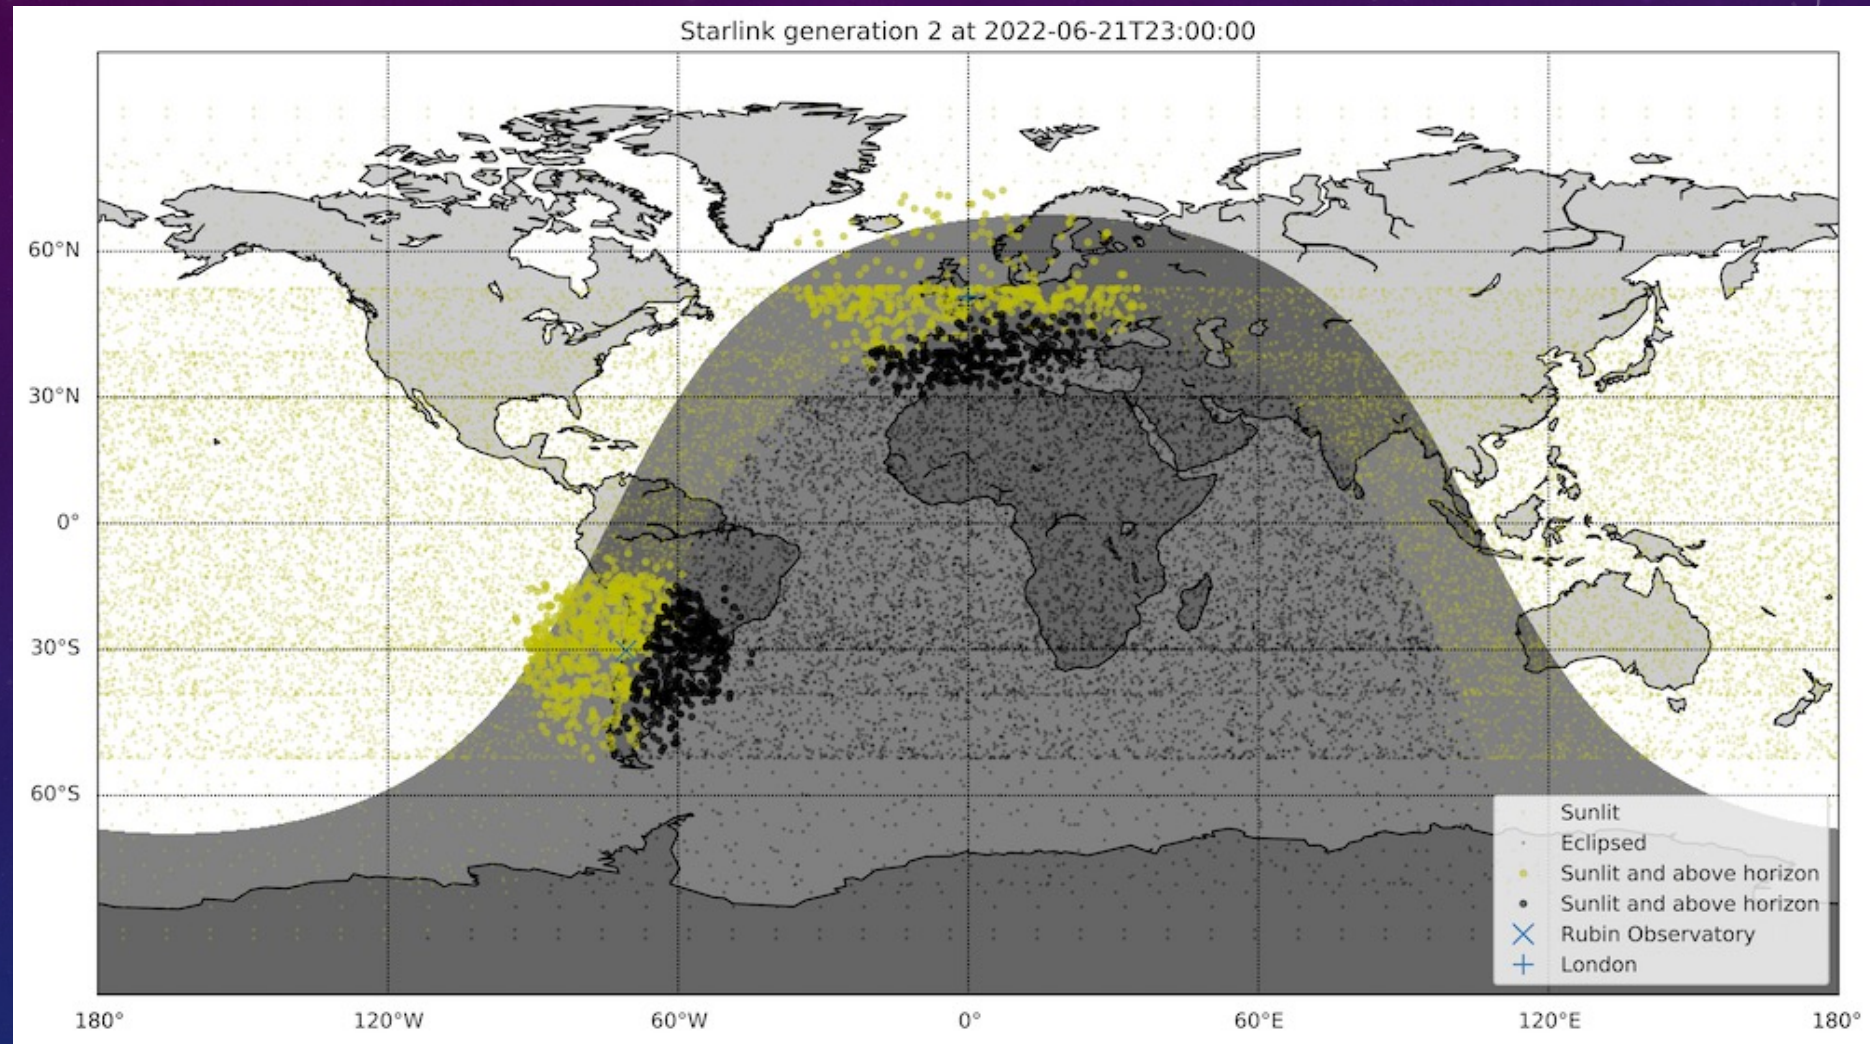 Starlink generation 2 at 2022-06-21T23:00:00
60°N
30°N
0°
30°S
60°S
Sunlit
Eclipsed
Sunlit and above horizon
Sunlit and above horizon
Rubin Observatory
London
180° 120°W 60°W 0° 60°E 120°E 180°